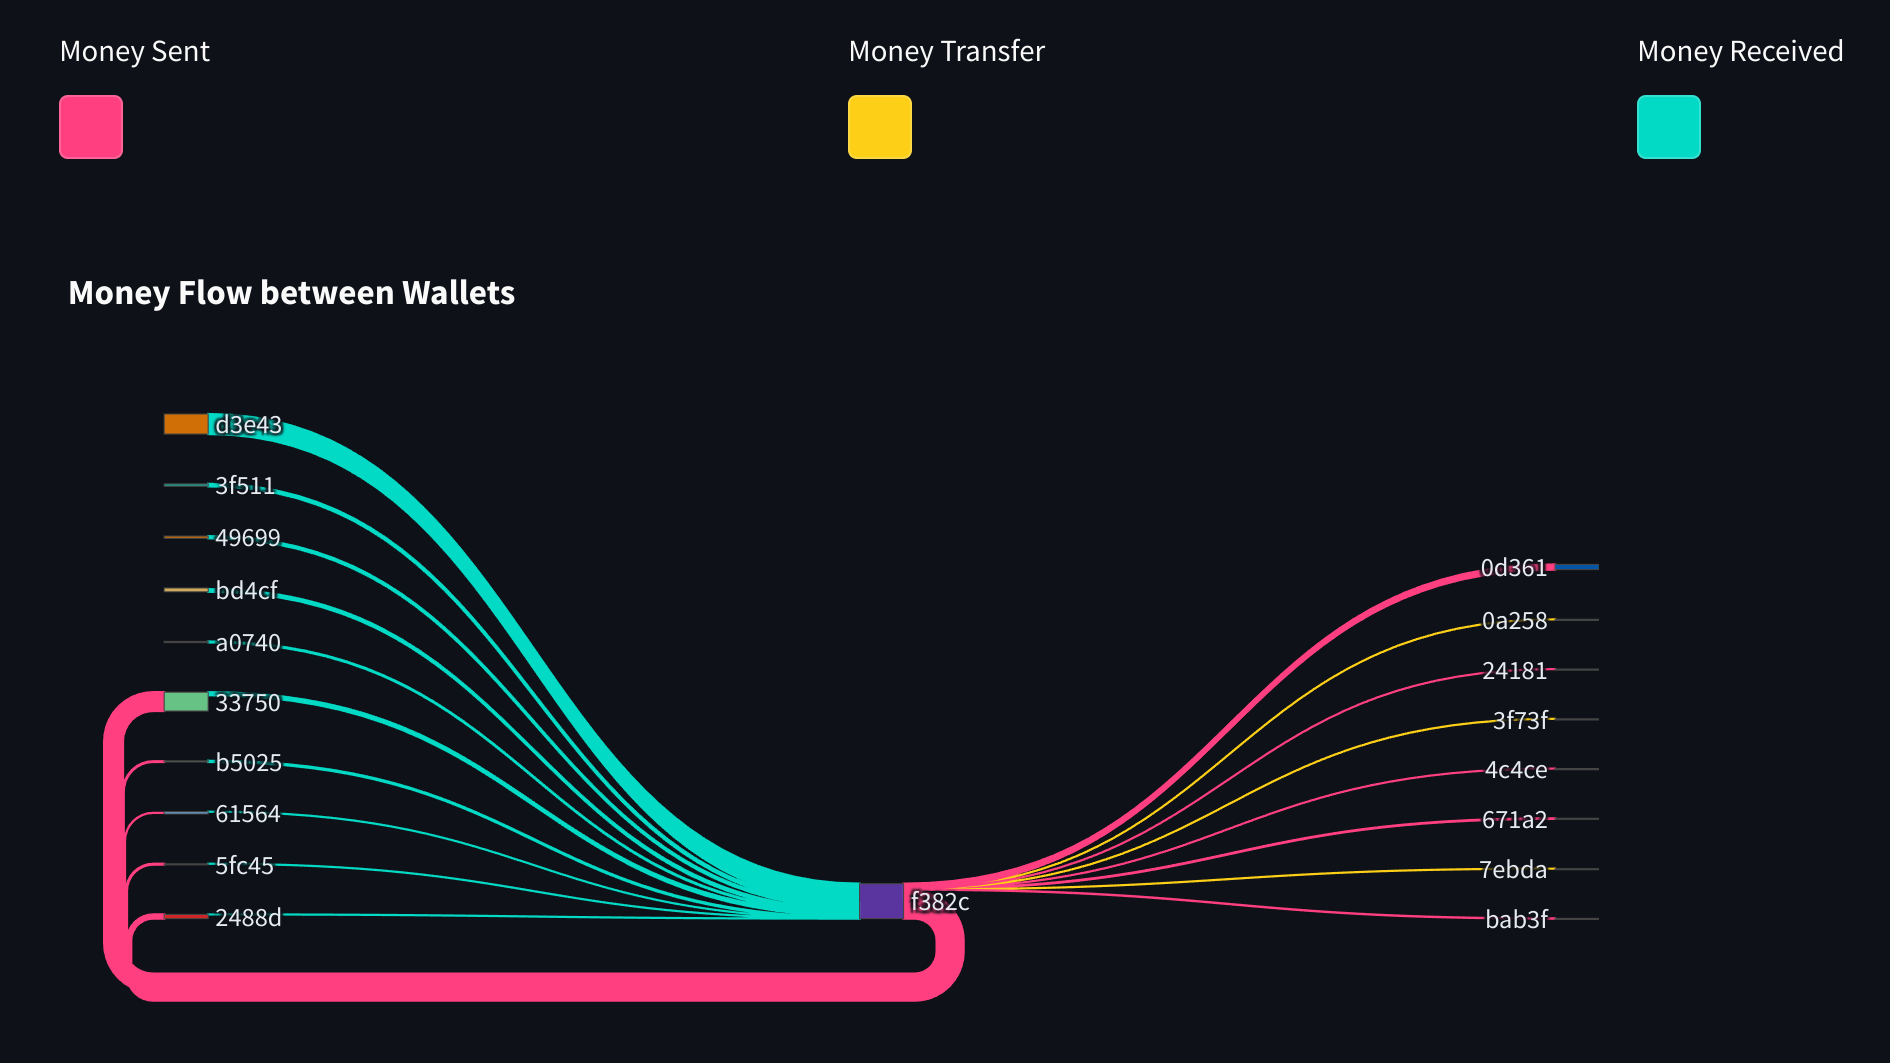 Money Sent
Money Transfer
Money Received
Money Flow between Wallets
d3e43
3f511
49699
bd4cf
a0740
33750
b5025
61564
5fc45
2488d
f382c
0d361
0a258
24181
3f73f
4c4ce
671a2
7ebda
bab3f